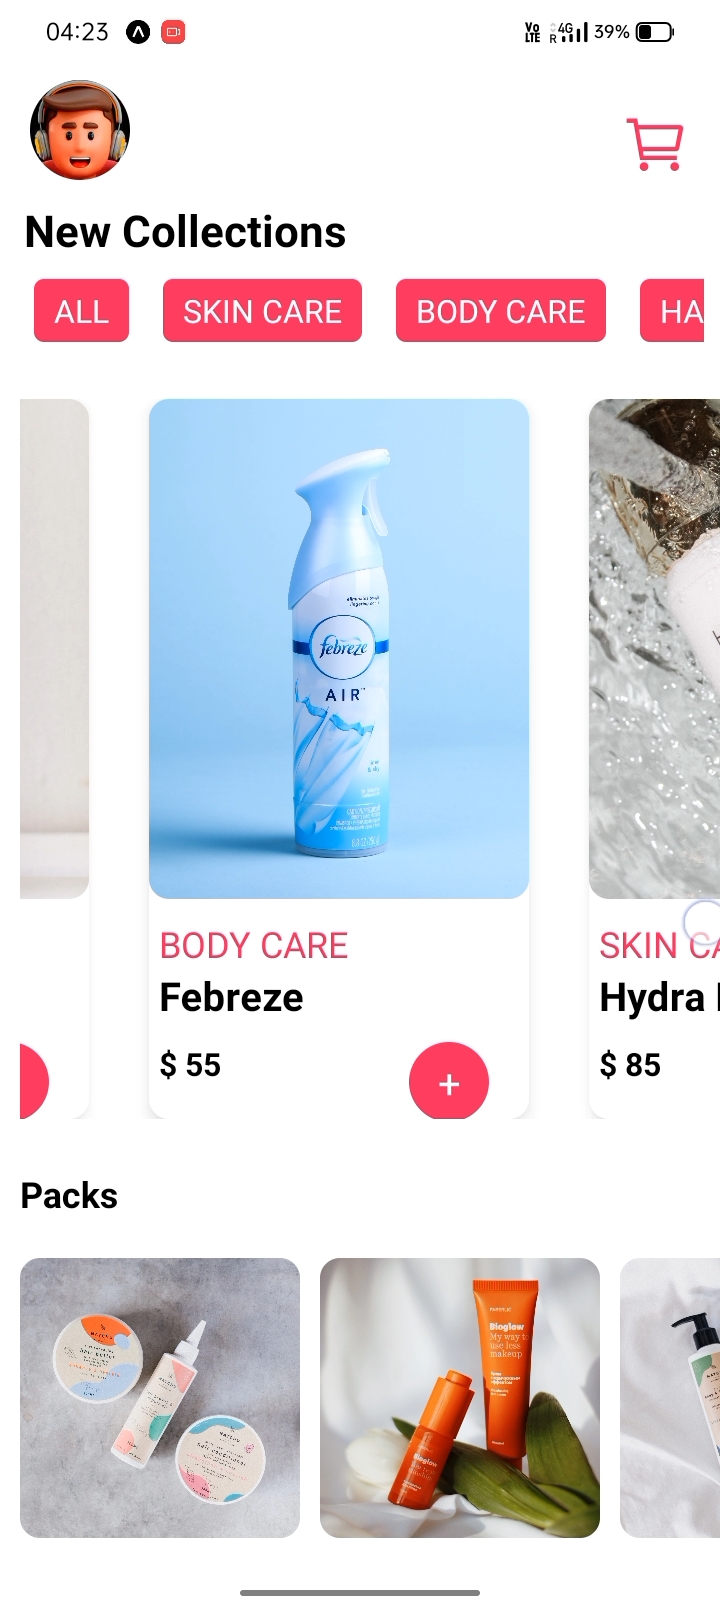 04:23
Vo
LTE
4G
R
39%
New Collections
ALL
SKIN CARE
BODY CARE
HA
febreze
AIR
BODY CARE
Febreze
$ 55
+
SKIN CA
Hydra
$ 85
Packs
Bioglow
My way to
use less
makeup
Bioglow